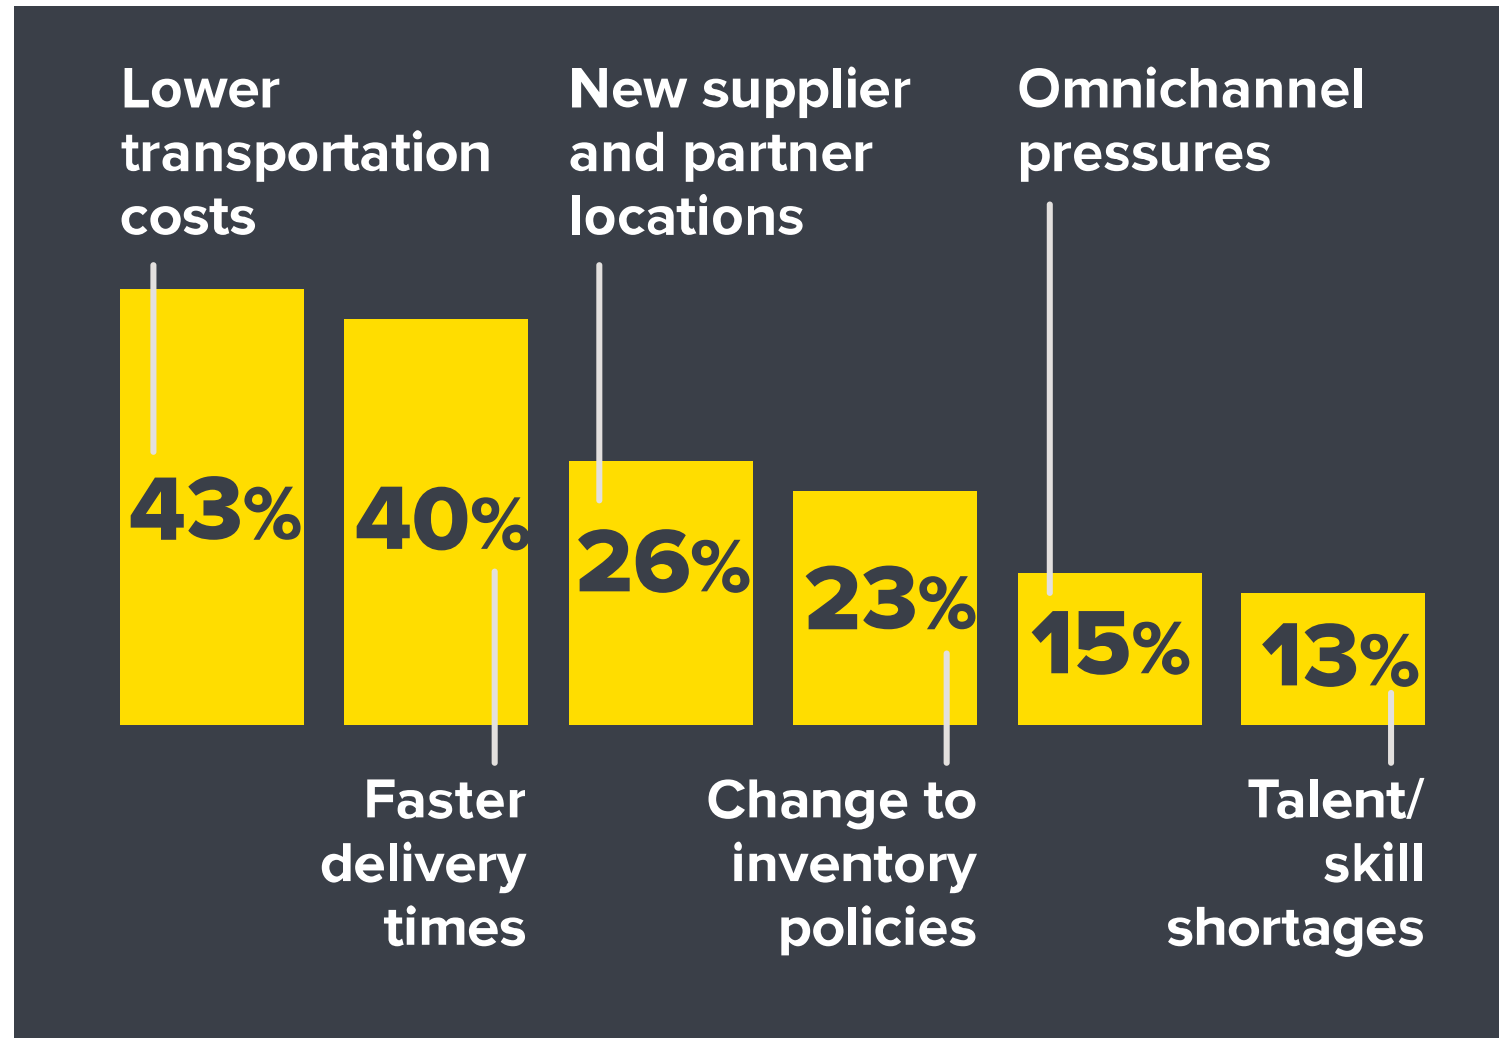 Lower
transportation
costs
New supplier
and partner
locations
Omnichannel
pressures
43%
40%
26%
23%
15%
13%
Faster
delivery
times
Change to
inventory
policies
Talent/
skill
shortages